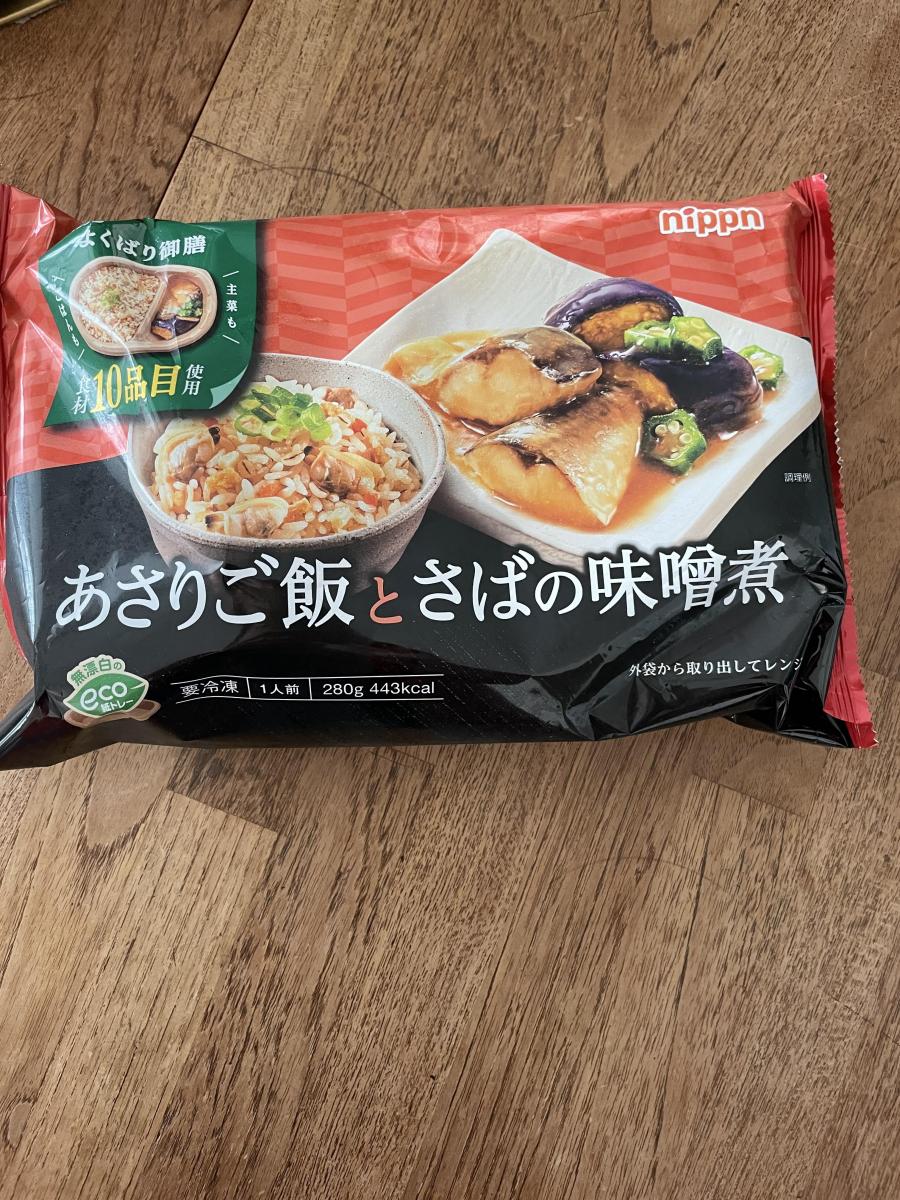 nippn
よくばり御膳
ごはんも
主菜も
食材10品目使用
調理例
あさりご飯とさばの味噌煮
無漂白の
eco
紙トレー
要冷凍 1人前 280g 443kcal
外袋から取り出してレンジ